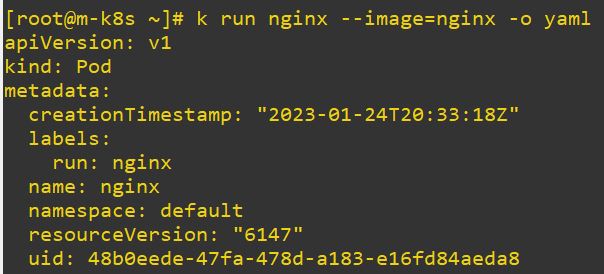 [root@m-k8s ~]# k run nginx --image=nginx -o yaml
apiVersion: v1
kind: Pod
metadata:
  creationTimestamp: "2023-01-24T20:33:18Z"
  labels:
    run: nginx
  name: nginx
  namespace: default
  resourceVersion: "6147"
  uid: 48b0eede-47fa-478d-a183-e16fd84aeda8